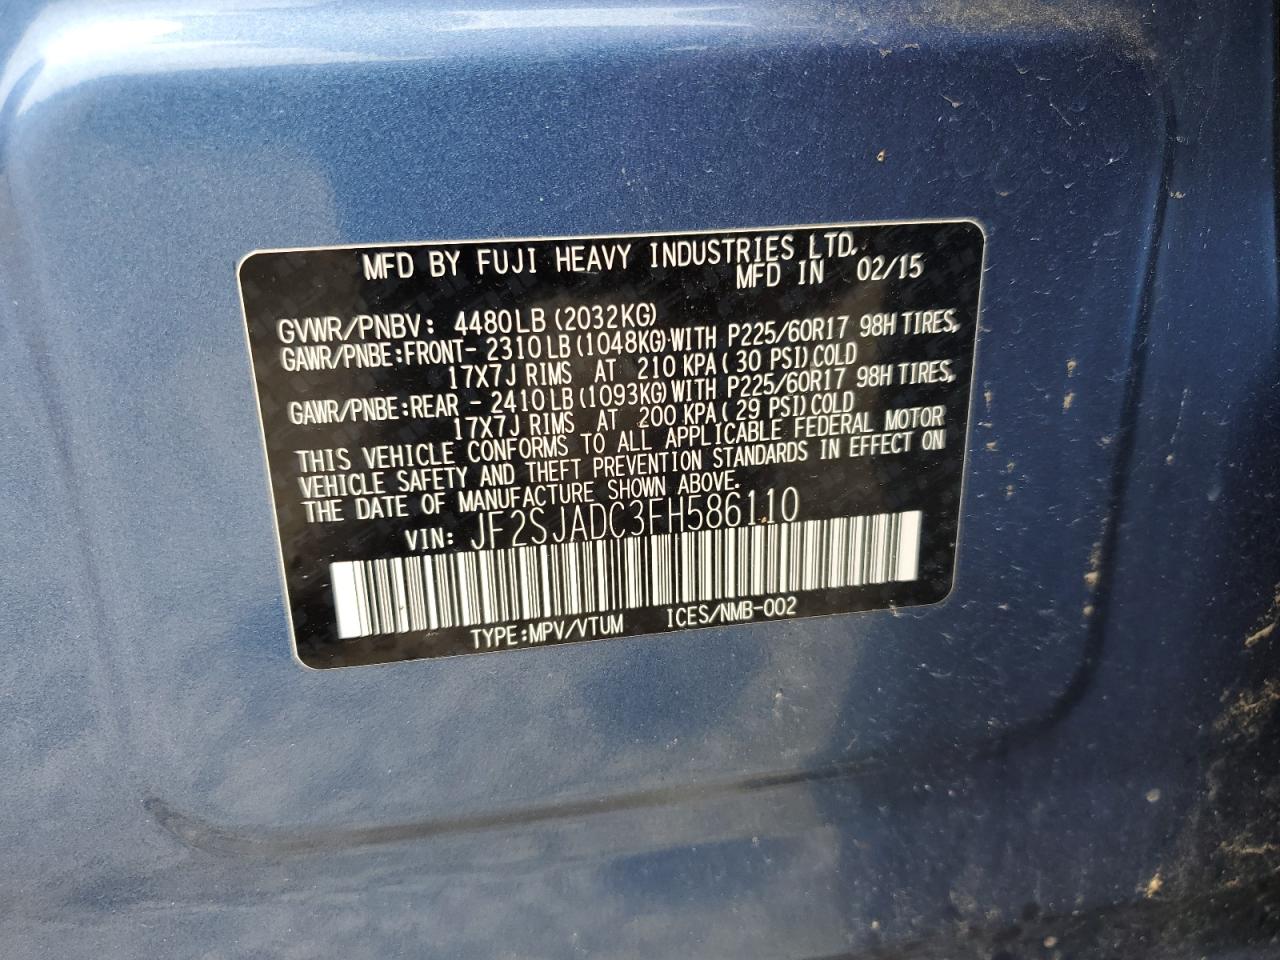 MFD BY FUJI HEAVY INDUSTRIES LTD.
MFD IN 02/15
GVWR/PNBV: 4480LB (2032KG)
GAWR/PNBE:FRONT- 2310LB (1048KG) WITH P225/60R17 98H TIRES,
17X7J RIMS AT 210 KPA (30 PSI) COLD
GAWR/PNBE:REAR - 2410LB (1093KG) WITH P225/60R17 98H TIRES,
17X7J RIMS AT 200 KPA (29 PSI) COLD
THIS VEHICLE CONFORMS TO ALL APPLICABLE FEDERAL MOTOR
VEHICLE SAFETY AND THEFT PREVENTION STANDARDS IN EFFECT ON
THE DATE OF MANUFACTURE SHOWN ABOVE.
VIN: JF2SJADC3FH586110
TYPE:MPV/VTUM ICES/NMB-002